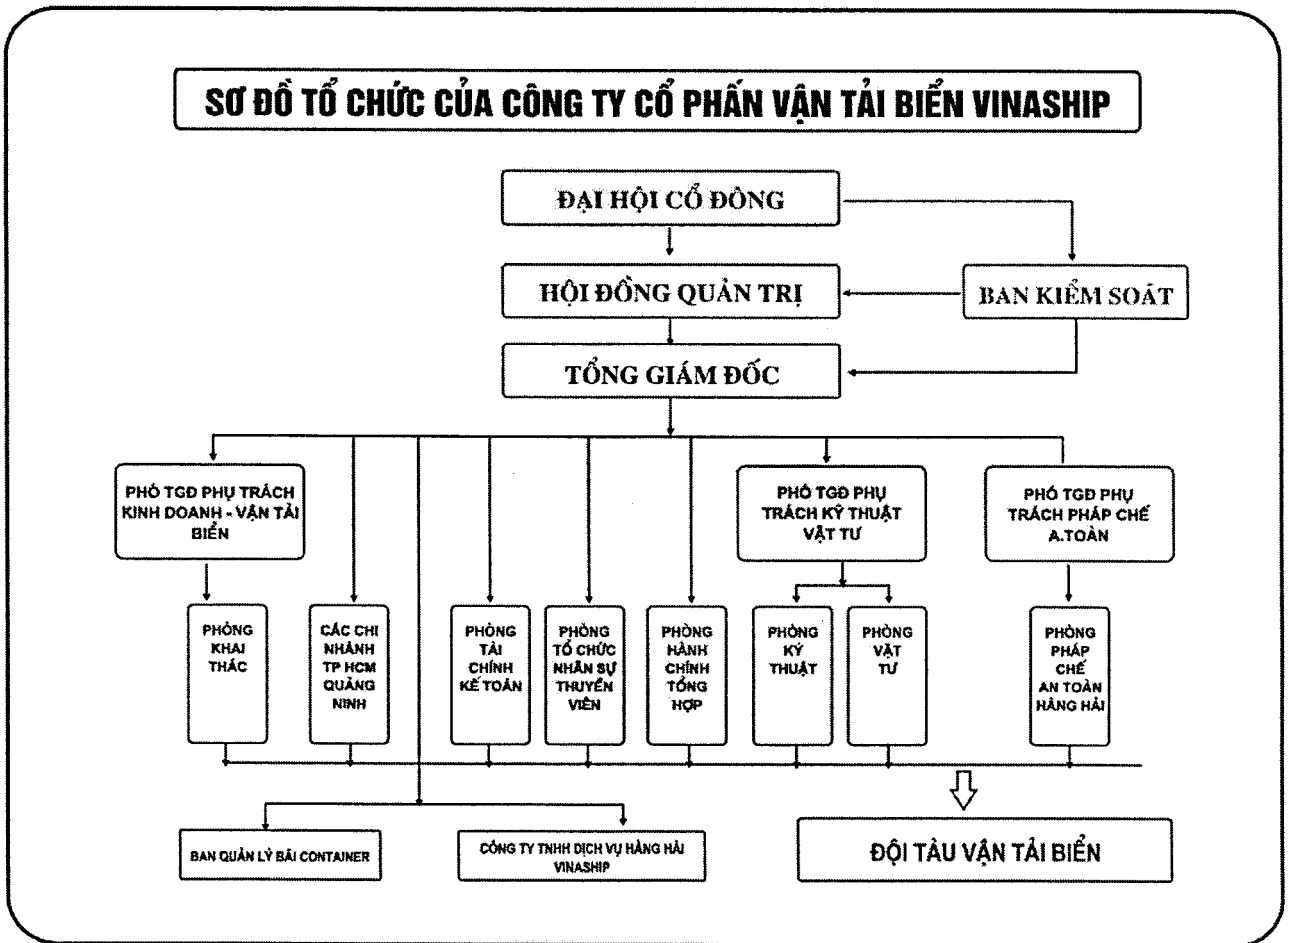 SƠ ĐỒ TỔ CHỨC CỦA CÔNG TY CỔ PHẤN VẬN TẢI BIỂN VINASHIP
ĐẠI HỘI CỔ ĐÔNG
HỘI ĐỒNG QUẢN TRỊ
BAN KIỂM SOÁT
TỔNG GIÁM ĐỐC
PHÓ TGĐ PHỤ TRÁCH
KINH DOANH - VẬN TẢI
BIỂN
PHÓ TGĐ PHỤ
TRÁCH KỸ THUẬT
VẬT TƯ
PHÓ TGĐ PHỤ
TRÁCH PHÁP CHẾ
A.TOÀN
PHÒNG
KHAI
THÁC
CÁC CHI
NHÁNH
TP HCM
QUẢNG
NINH
PHÒNG
TÀI
CHÍNH
KẾ TOÁN
PHÒNG
TỔ CHỨC
NHÂN SỰ
THUYỀN
VIÊN
PHÒNG
HÀNH
CHÍNH
TỔNG
HỢP
PHÒNG
KỸ
THUẬT
PHÒNG
VẬT
TƯ
PHÒNG
PHÁP
CHẾ
AN TOÀN
HÀNG HẢI
BAN QUẢN LÝ BÃI CONTAINER
CÔNG TY TNHH DỊCH VỤ HÀNG HẢI
VINASHIP
ĐỘI TÀU VẬN TẢI BIỂN